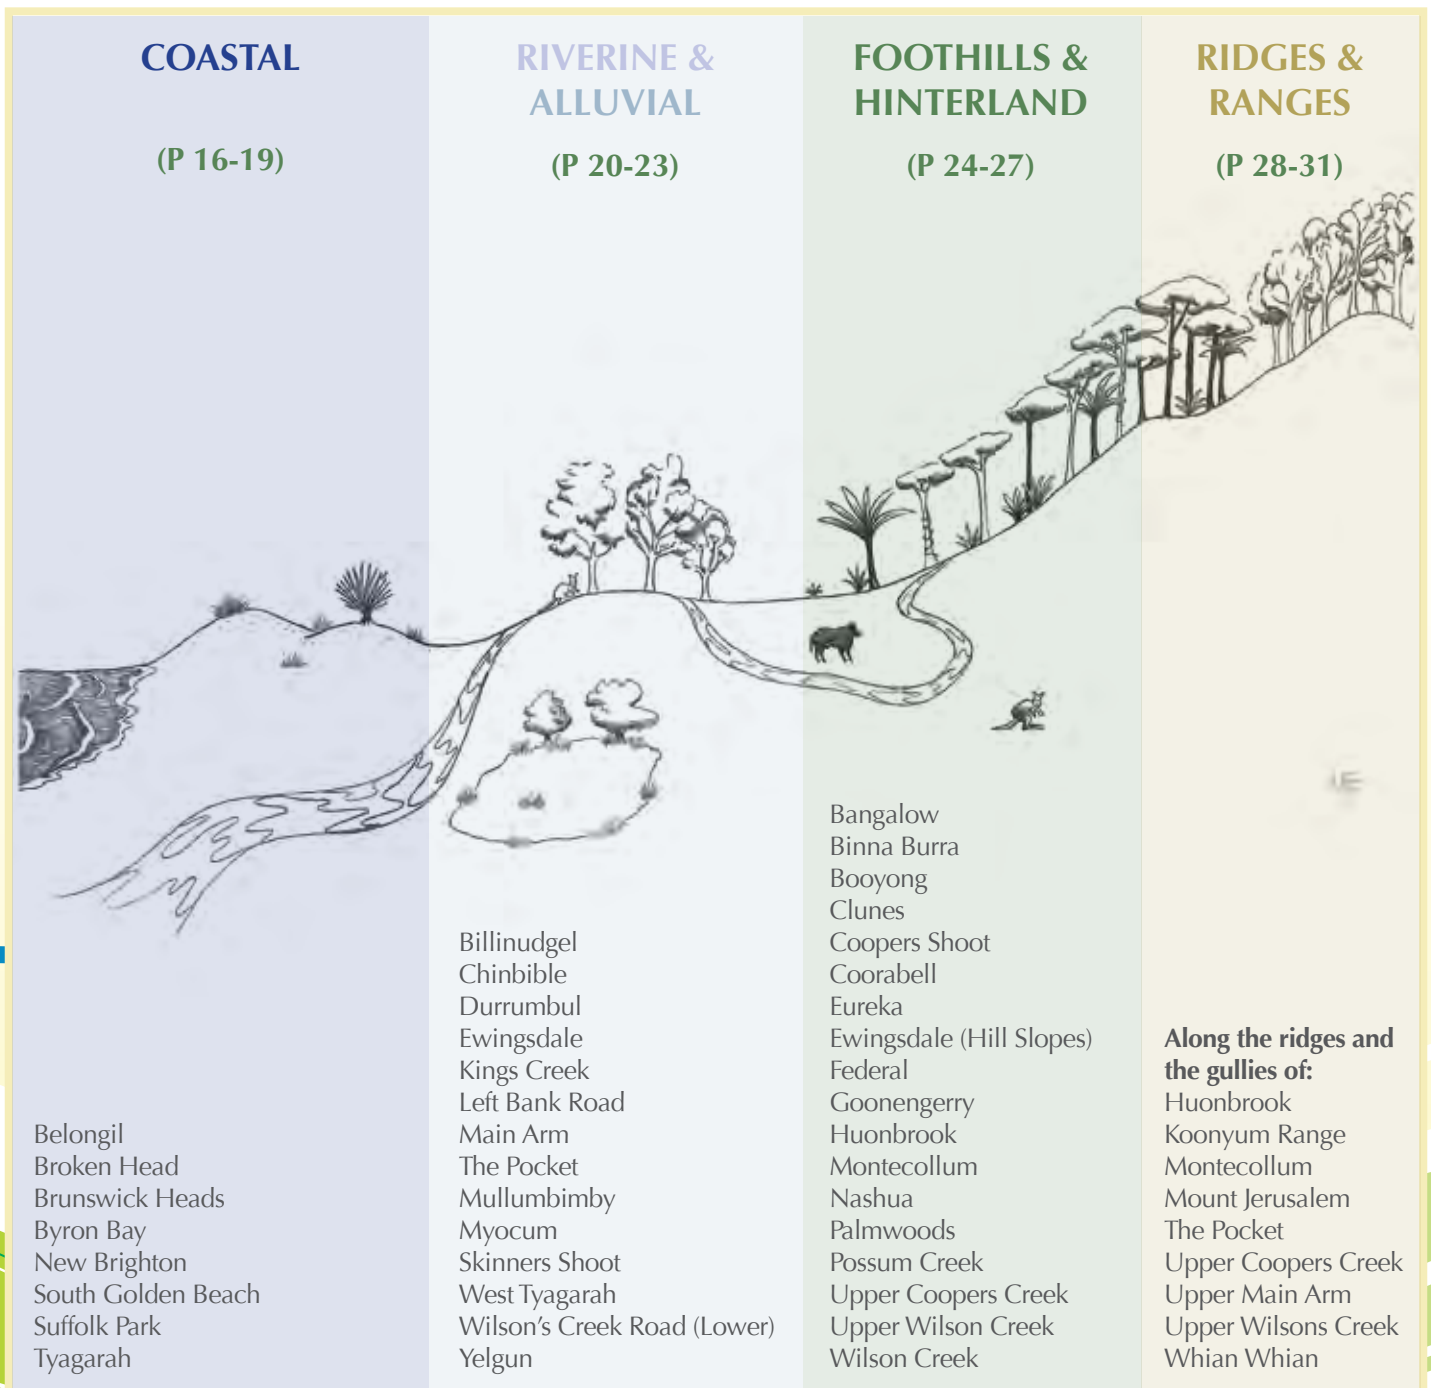 COASTAL
(P 16-19)
Belongil
Broken Head
Brunswick Heads
Byron Bay
New Brighton
South Golden Beach
Suffolk Park
Tyagarah
RIVERINE &
ALLUVIAL
(P 20-23)
Billinudgel
Chinbible
Durrumbul
Ewingsdale
Kings Creek
Left Bank Road
Main Arm
The Pocket
Mullumbimby
Myocum
Skinners Shoot
West Tyagarah
Wilson's Creek Road (Lower)
Yelgun
FOOTHILLS &
HINTERLAND
(P 24-27)
Bangalow
Binna Burra
Booyong
Clunes
Coopers Shoot
Coorabell
Eureka
Ewingsdale (Hill Slopes)
Federal
Goonengerry
Huonbrook
Montecollum
Nashua
Palmwoods
Possum Creek
Upper Coopers Creek
Upper Wilson Creek
Wilson Creek
RIDGES &
RANGES
(P 28-31)
Along the ridges and
the gullies of:
Huonbrook
Koonyum Range
Montecollum
Mount Jerusalem
The Pocket
Upper Coopers Creek
Upper Main Arm
Upper Wilsons Creek
Whian Whian